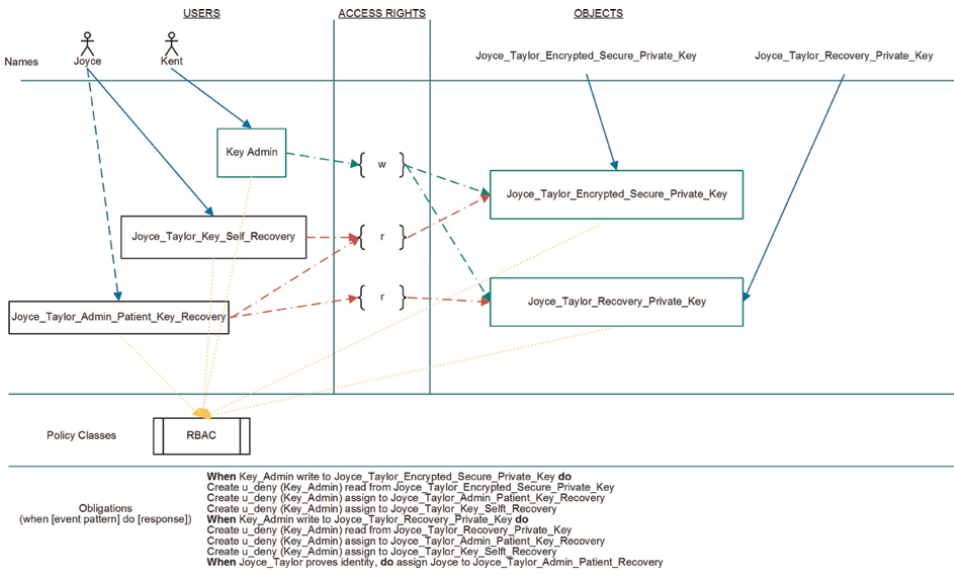 USERS
ACCESS RIGHTS
OBJECTS
Names
Joyce
Kent
Joyce_Taylor_Encrypted_Secure_Private_Key
Joyce_Taylor_Recovery_Private_Key
Key Admin
{ w }
Joyce_Taylor_Encrypted_Secure_Private_Key
Joyce_Taylor_Key_Self_Recovery
{ r }
{ r }
Joyce_Taylor_Recovery_Private_Key
Joyce_Taylor_Admin_Patient_Key_Recovery
Policy Classes
RBAC
Obligations
(when [event pattern] do [response])
When Key_Admin write to Joyce_Taylor_Encrypted_Secure_Private_Key do
Create u_deny (Key_Admin) read from Joyce_Taylor_Encrypted_Secure_Private_Key
Create u_deny (Key_Admin) assign to Joyce_Taylor_Admin_Patient_Key_Recovery
Create u_deny (Key_Admin) assign to Joyce_Taylor_Key_Selft_Recovery
When Key_Admin write to Joyce_Taylor_Recovery_Private_Key do
Create u_deny (Key_Admin) read from Joyce_Taylor_Recovery_Private_Key
Create u_deny (Key_Admin) assign to Joyce_Taylor_Admin_Patient_Key_Recovery
Create u_deny (Key_Admin) assign to Joyce_Taylor_Key_Selft_Recovery
When Joyce_Taylor proves identity, do assign Joyce to Joyce_Taylor_Admin_Patient_Recovery